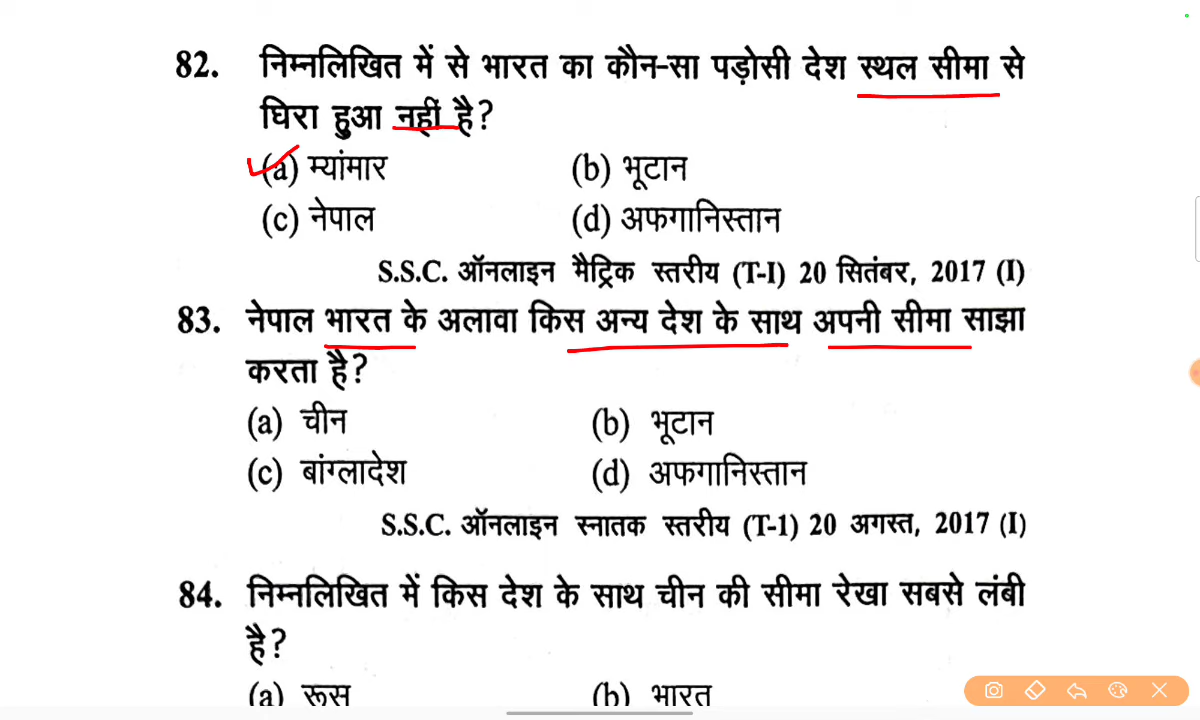 82. निम्नलिखित में से भारत का कौन-सा पड़ोसी देश स्थल सीमा से
घिरा हुआ नहीं है?
(a) म्यांमार (b) भूटान
(c) नेपाल (d) अफगानिस्तान
S.S.C. ऑनलाइन मैट्रिक स्तरीय (T-I) 20 सितंबर, 2017 (I)
83. नेपाल भारत के अलावा किस अन्य देश के साथ अपनी सीमा साझा
करता है?
(a) चीन (b) भूटान
(c) बांग्लादेश (d) अफगानिस्तान
S.S.C. ऑनलाइन स्नातक स्तरीय (T-1) 20 अगस्त, 2017 (I)
84. निम्नलिखित में किस देश के साथ चीन की सीमा रेखा सबसे लंबी
है?
(a) रूस (b) भारत